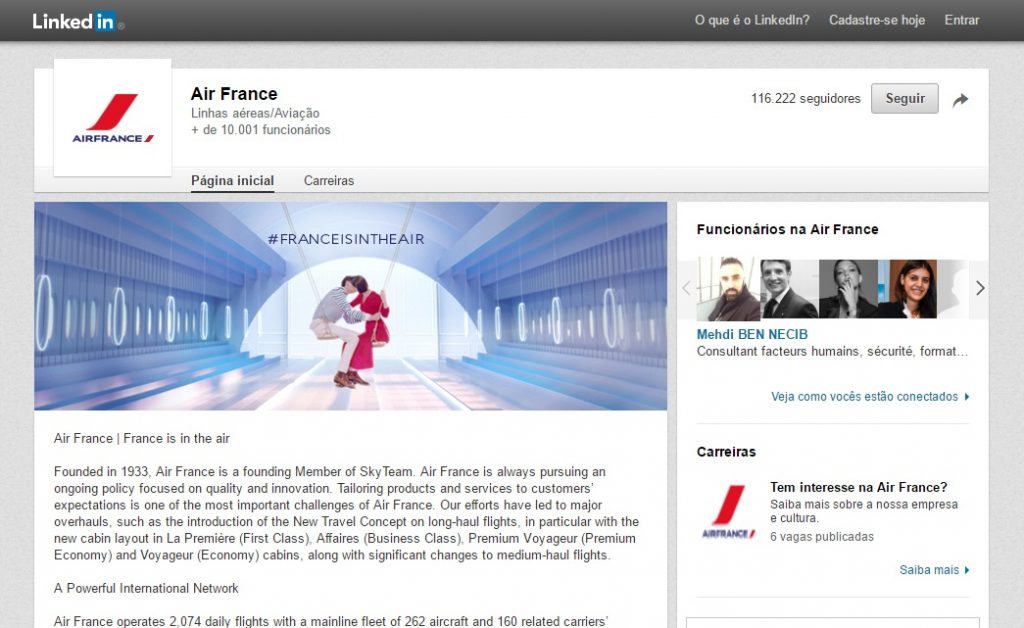 Linked in ®
O que é o LinkedIn? Cadastre-se hoje Entrar
AIRFRANCE
Air France
Linhas aéreas/Aviação
+ de 10.001 funcionários
116.222 seguidores Seguir
Página inicial Carreiras
#FRANCEISINTHEAIR
Air France | France is in the air
Founded in 1933, Air France is a founding Member of SkyTeam. Air France is always pursuing an
ongoing policy focused on quality and innovation. Tailoring products and services to customers'
expectations is one of the most important challenges of Air France. Our efforts have led to major
overhauls, such as the introduction of the New Travel Concept on long-haul flights, in particular with the
new cabin layout in La Première (First Class), Affaires (Business Class), Premium Voyageur (Premium
Economy) and Voyageur (Economy) cabins, along with significant changes to medium-haul flights.
A Powerful International Network
Air France operates 2,074 daily flights with a mainline fleet of 262 aircraft and 160 related carriers'
Funcionários na Air France
Mehdi BEN NECIB
Consultant facteurs humains, sécurité, format...
Veja como vocês estão conectados
Carreiras
AIRFRANCE
Tem interesse na Air France?
Saiba mais sobre a nossa empresa
e cultura.
6 vagas publicadas
Saiba mais